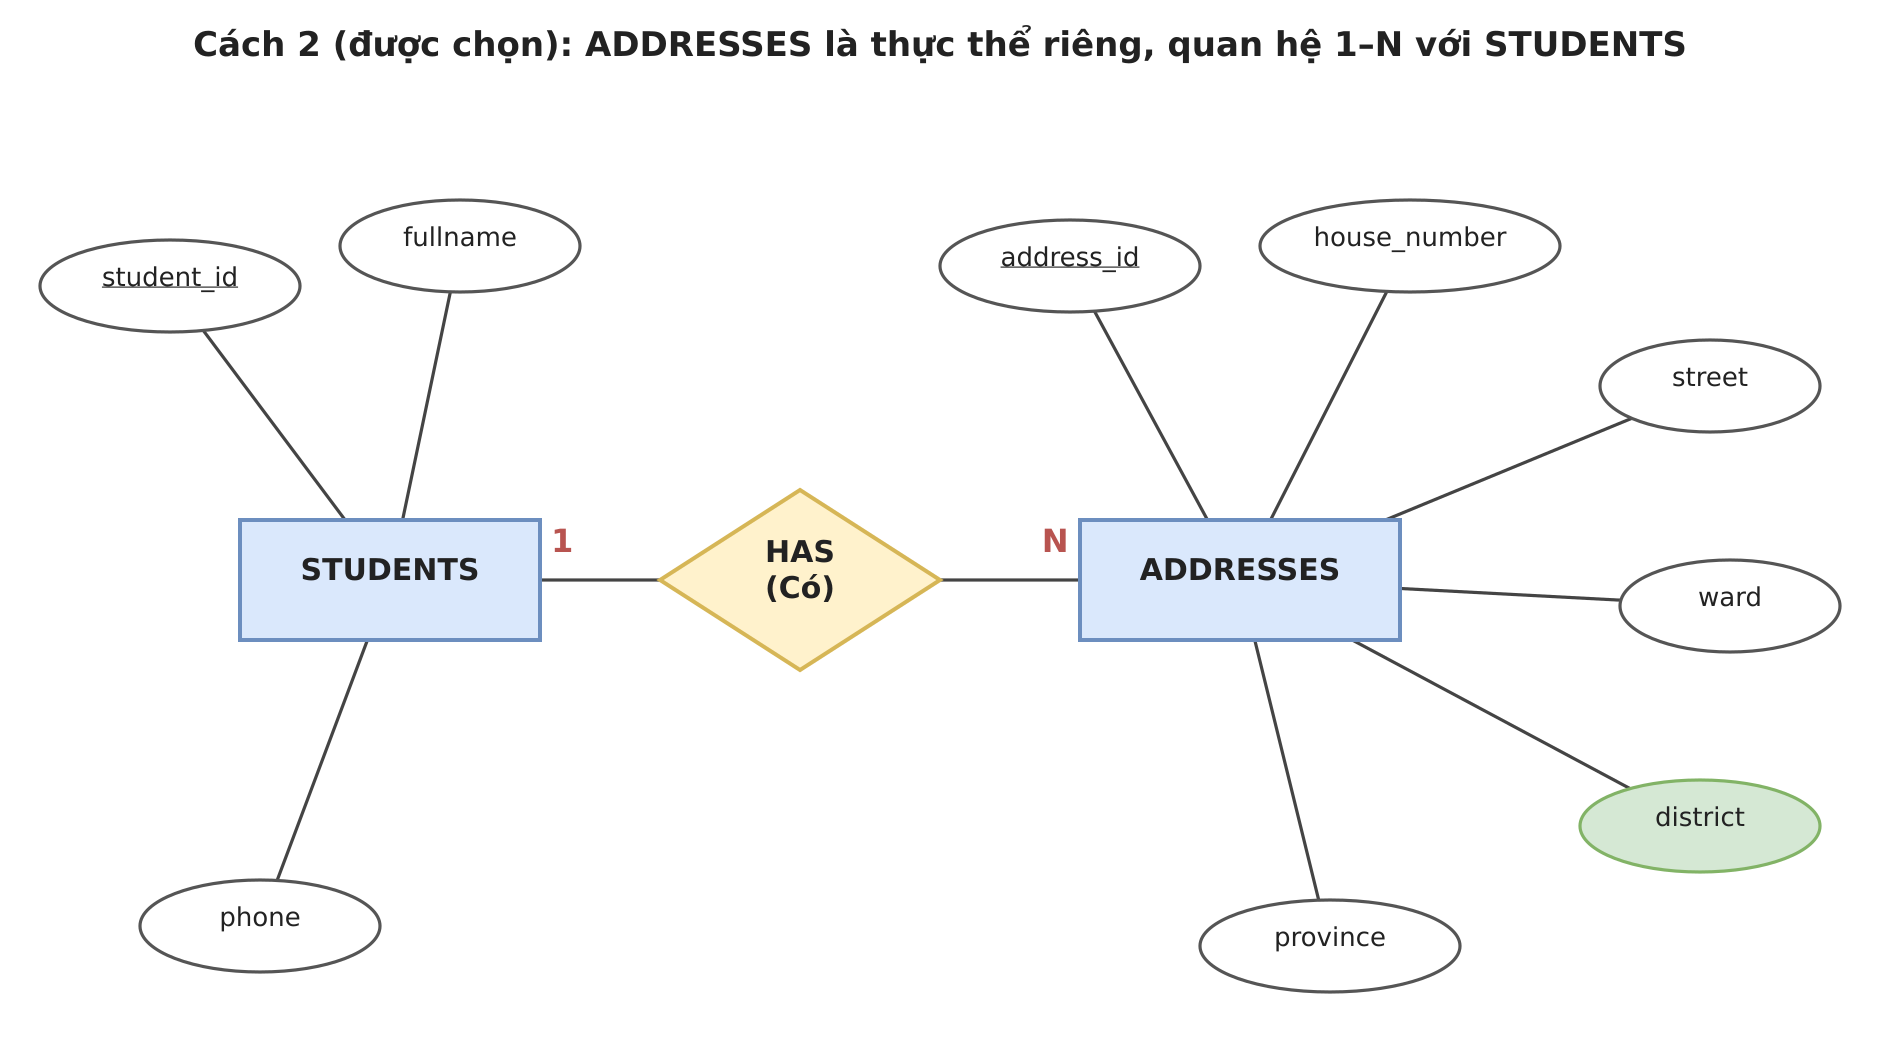 Cách 2 (được chọn): ADDRESSES là thực thể riêng, quan hệ 1–N với STUDENTS
student_id
fullname
address_id
house_number
street
STUDENTS
1
HAS
(Có)
N
ADDRESSES
ward
district
phone
province